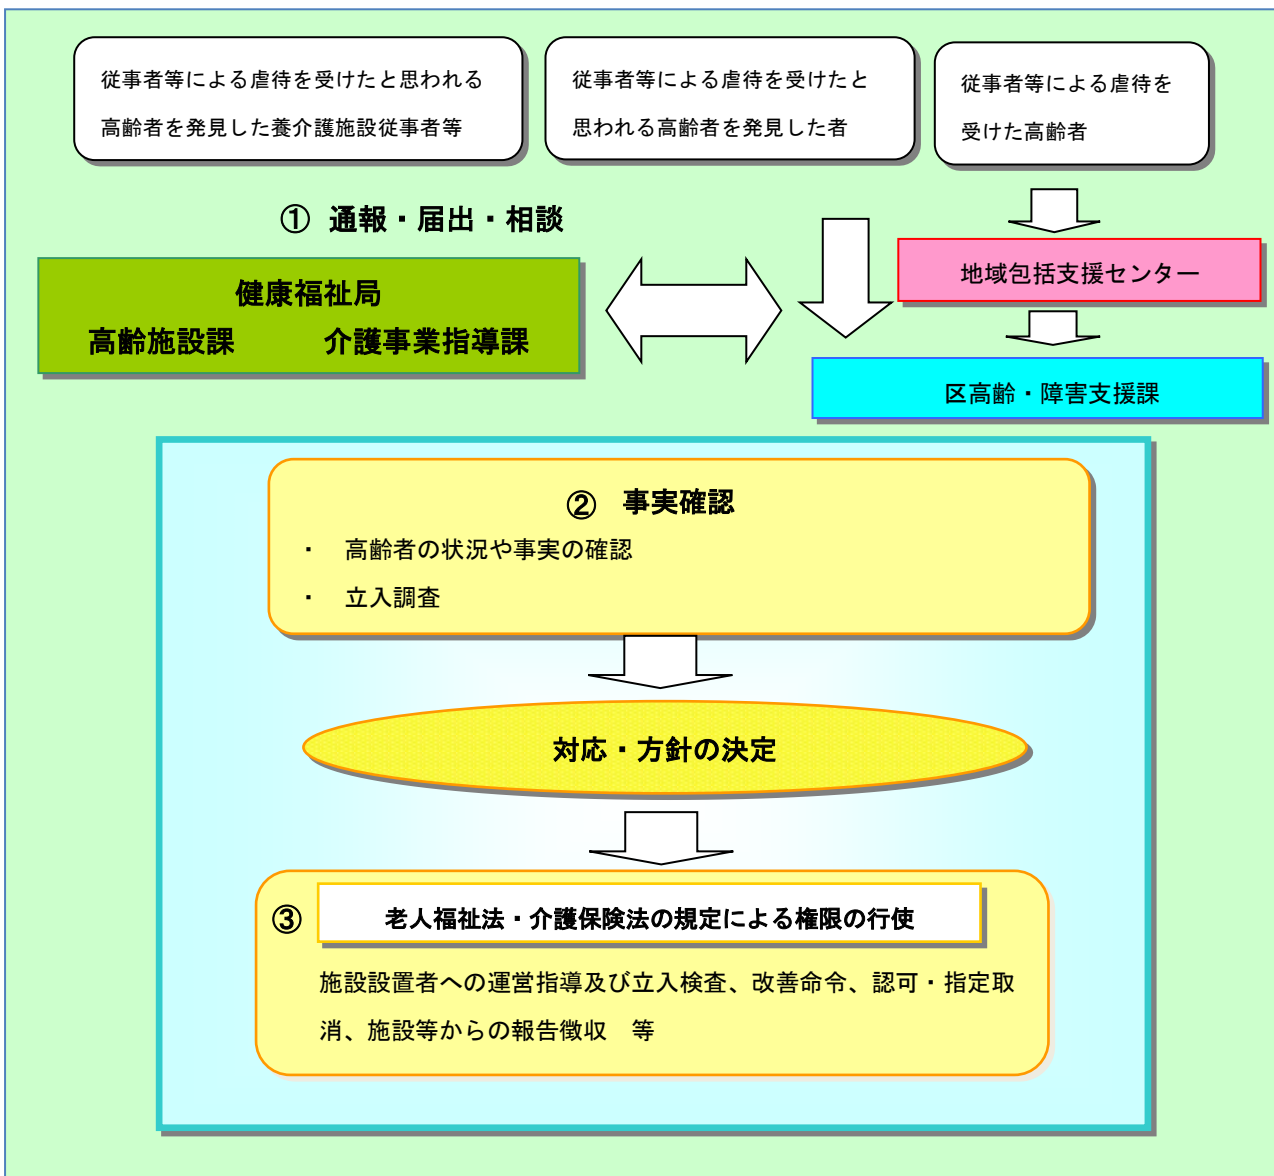 従事者等による虐待を受けたと思われる
高齢者を発見した養介護施設従事者等
従事者等による虐待を受けたと
思われる高齢者を発見した者
従事者等による虐待を
受けた高齢者
① 通報・届出・相談
健康福祉局
高齢施設課　　　介護事業指導課
地域包括支援センター
区高齢・障害支援課
② 事実確認
・ 高齢者の状況や事実の確認
・ 立入調査
対応・方針の決定
③ 老人福祉法・介護保険法の規定による権限の行使
施設設置者への運営指導及び立入検査、改善命令、認可・指定取
消、施設等からの報告徴収　等